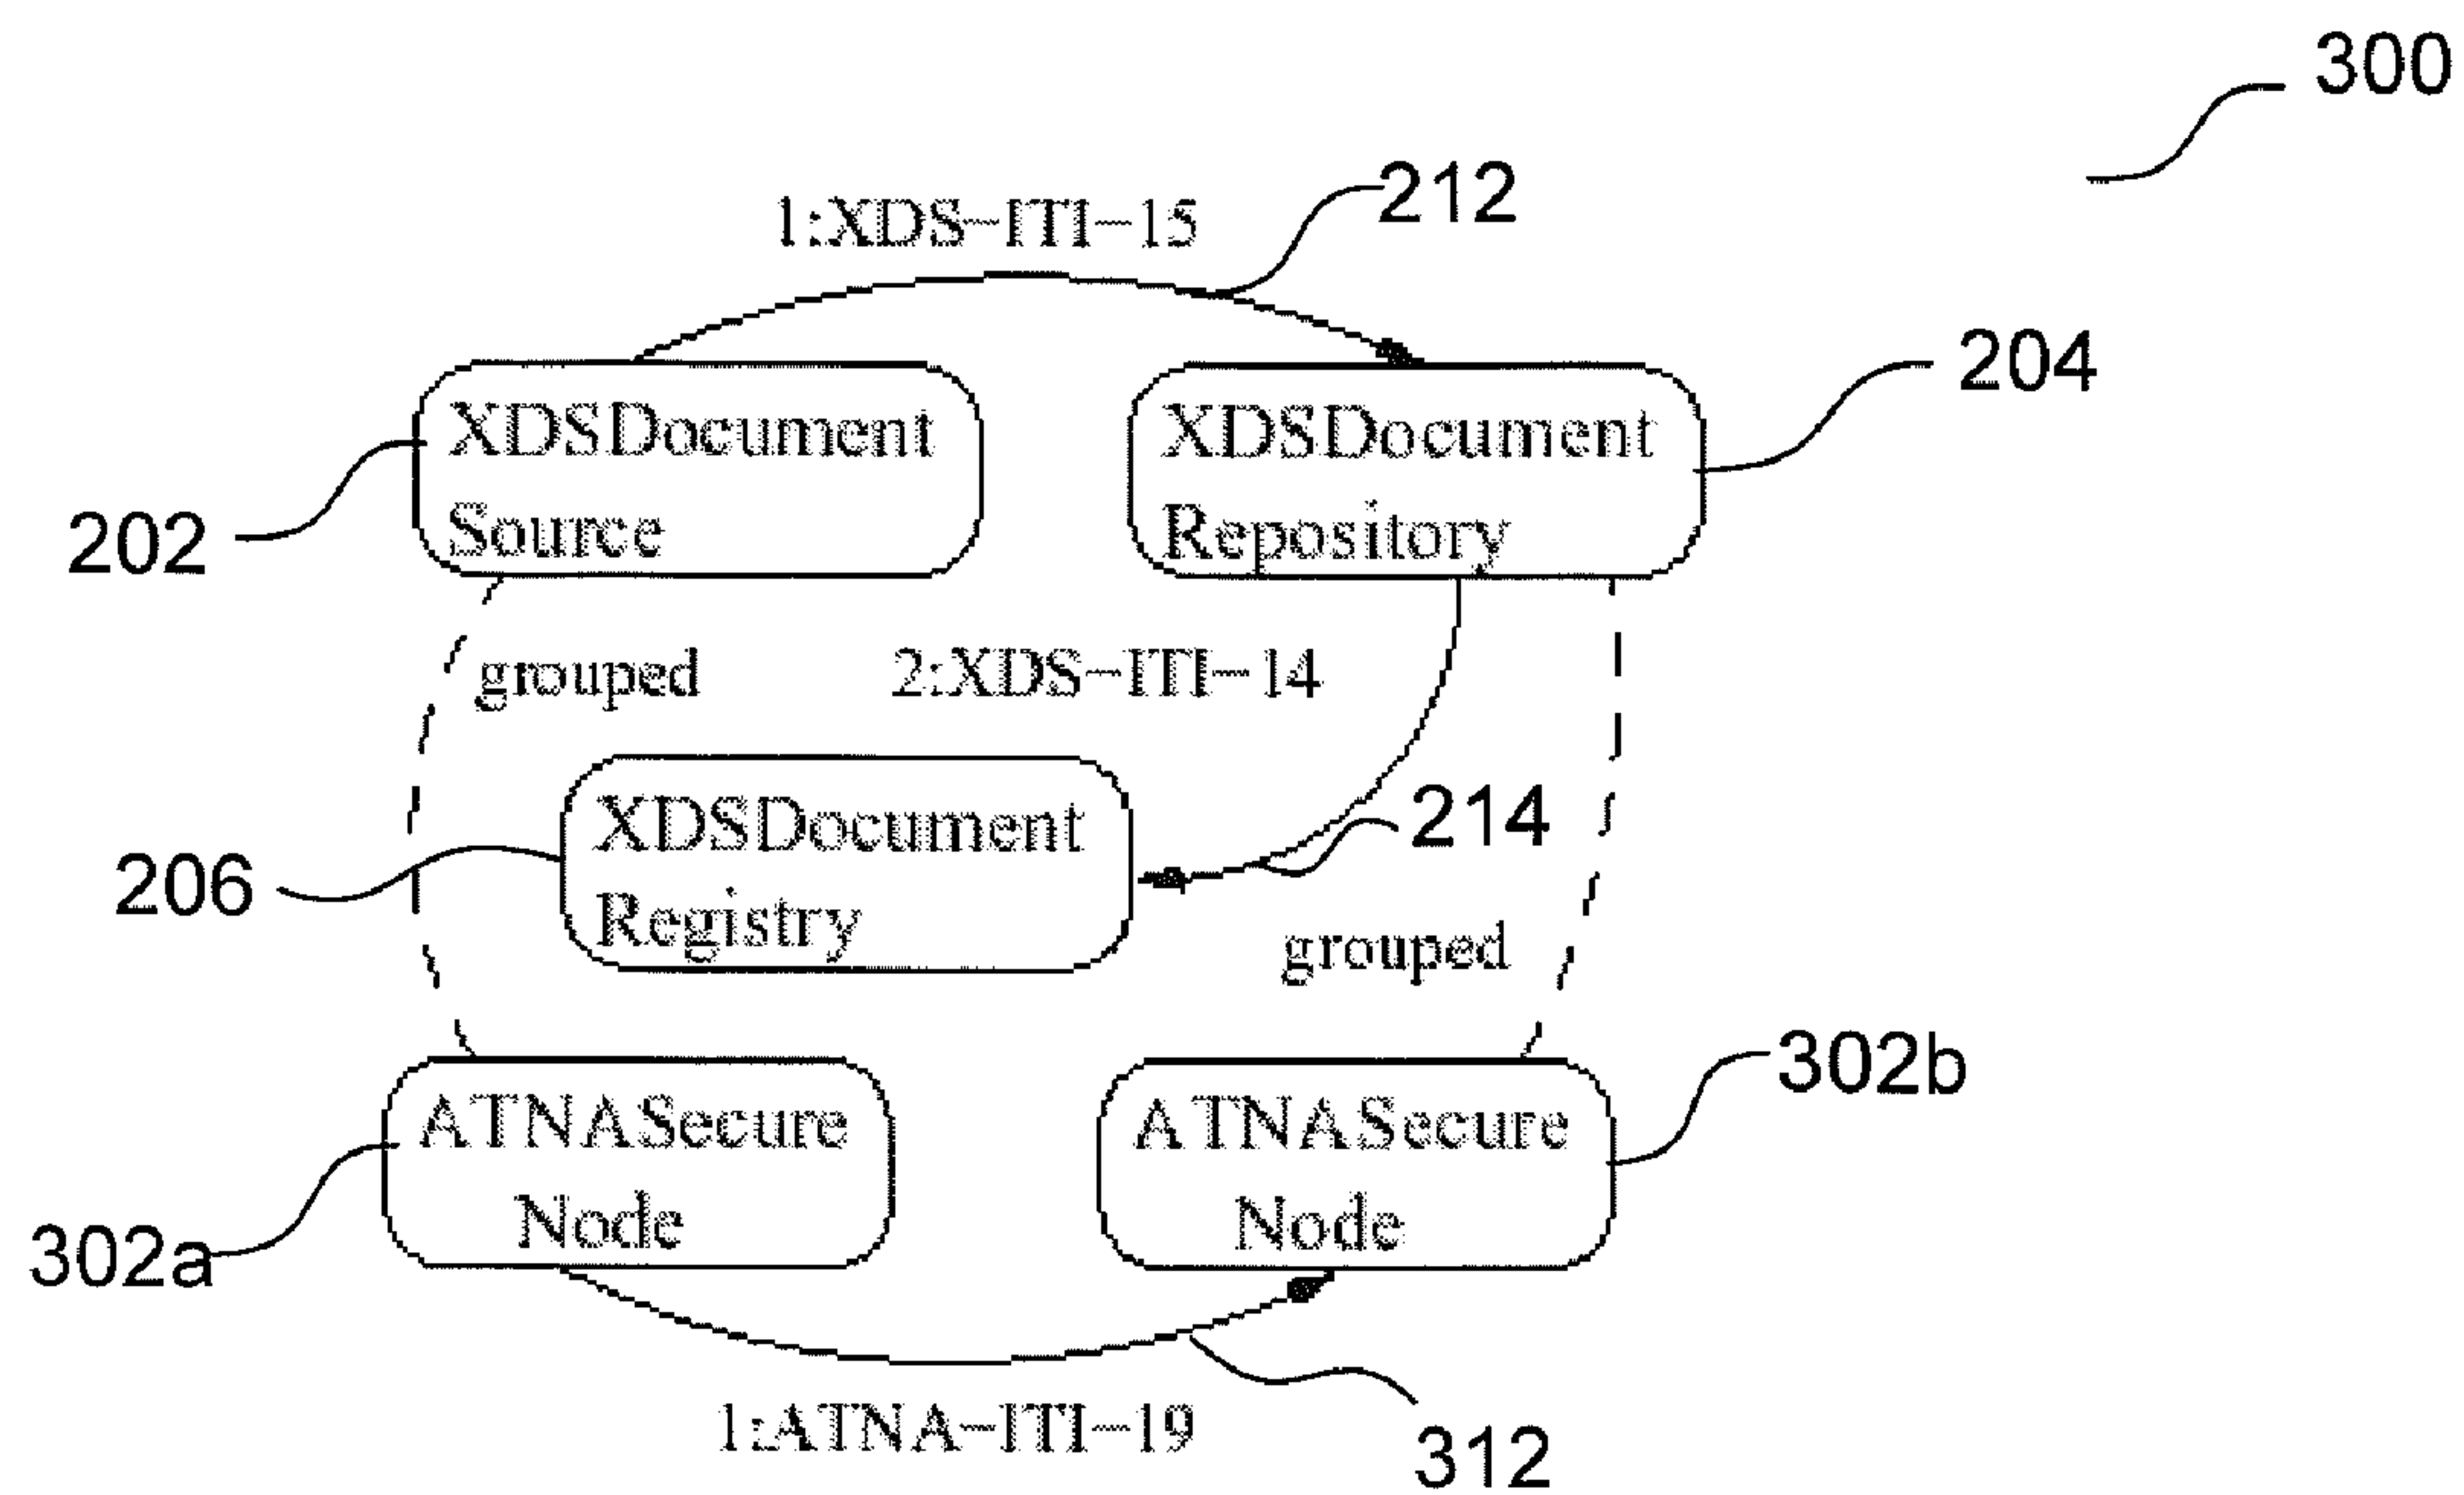 300
212
1:XDS-ITI-15
204
XDSDocument
Source
XDSDocument
Repository
202
grouped
2:XDS-ITI-14
214
XDSDocument
Registry
206
grouped
302b
ATNASecure
Node
ATNASecure
Node
302a
1:ATNA-ITI-19
312